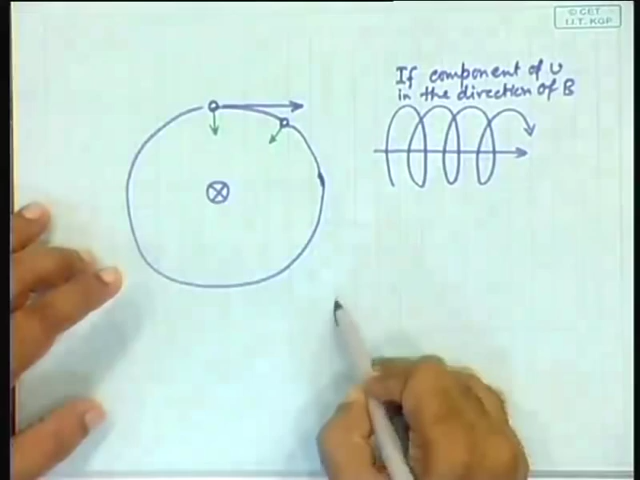 © CET
I.I.T. KGP
If component of v
in the direction of B